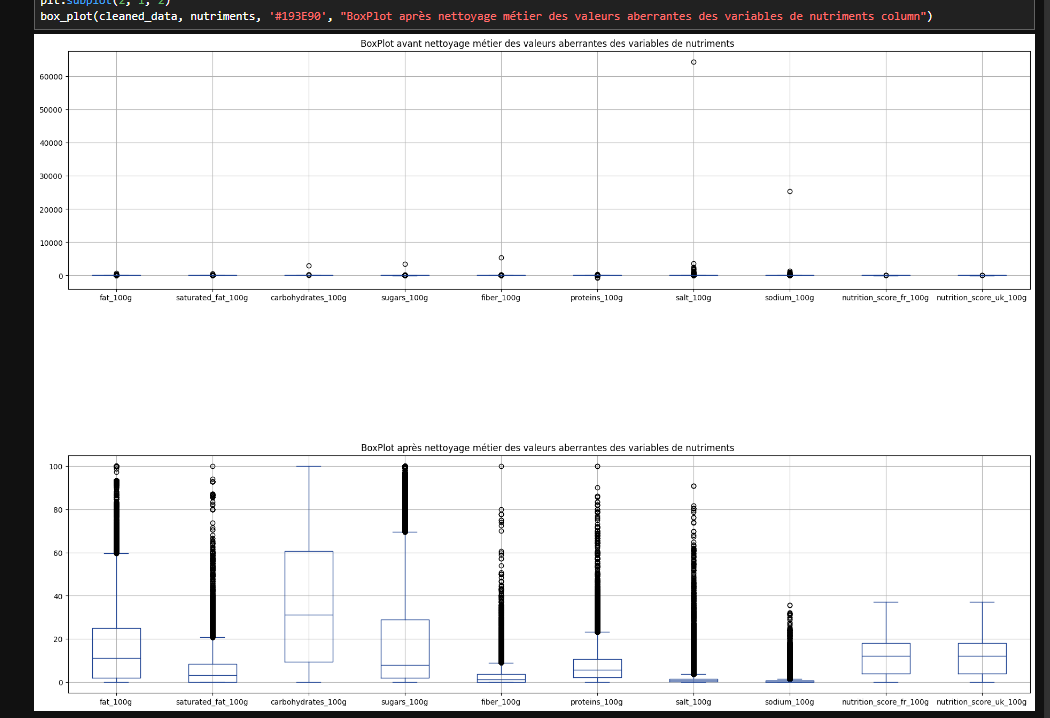 plt.subplot(2, 1, 2)
box_plot(cleaned_data, nutriments, '#193E90', "BoxPlot après nettoyage métier des valeurs aberrantes des variables de nutriments column")
BoxPlot avant nettoyage métier des valeurs aberrantes des variables de nutriments
60000
50000
40000
30000
20000
10000
0
fat_100g saturated_fat_100g carbohydrates_100g sugars_100g fiber_100g proteins_100g salt_100g sodium_100g nutrition_score_fr_100g nutrition_score_uk_100g
BoxPlot après nettoyage métier des valeurs aberrantes des variables de nutriments
100
80
60
40
20
0
fat_100g saturated_fat_100g carbohydrates_100g sugars_100g fiber_100g proteins_100g salt_100g sodium_100g nutrition_score_fr_100g nutrition_score_uk_100g